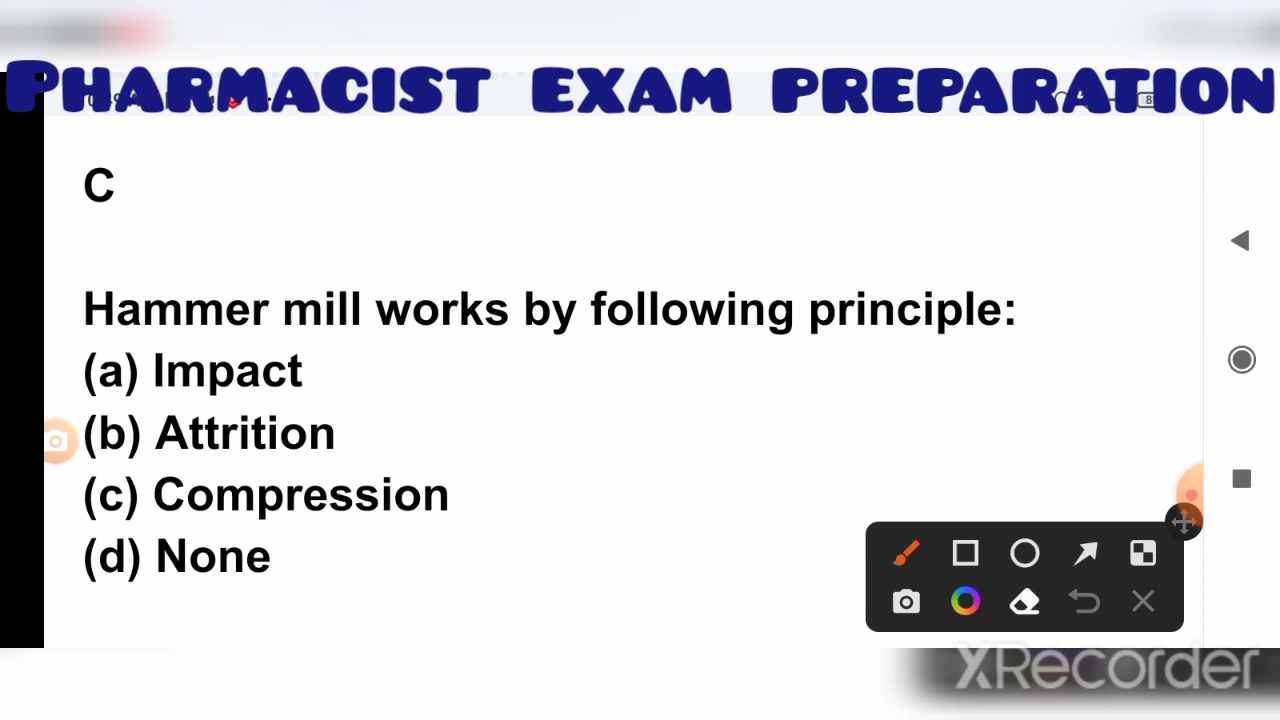 PHARMACIST EXAM PREPARATION
C
Hammer mill works by following principle:
(a) Impact
(b) Attrition
(c) Compression
(d) None
XRecorder